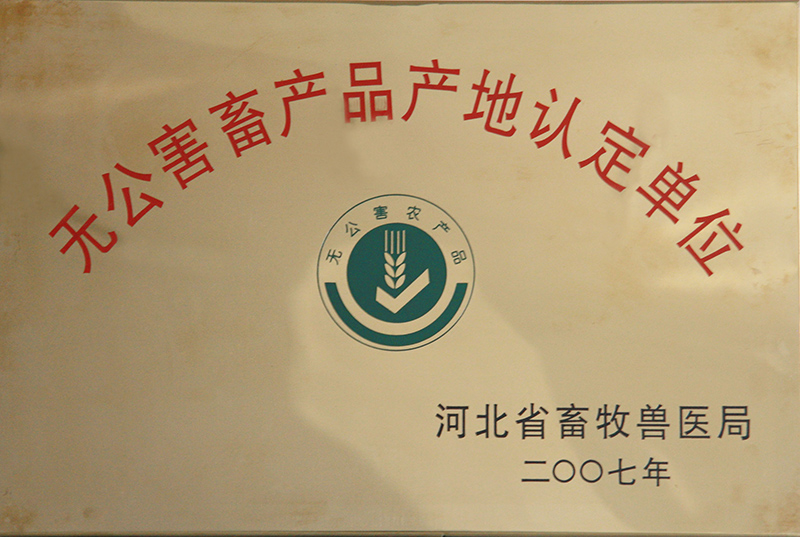 无公害畜产品产地认定单位
无公害农产品
河北省畜牧兽医局
二〇〇七年